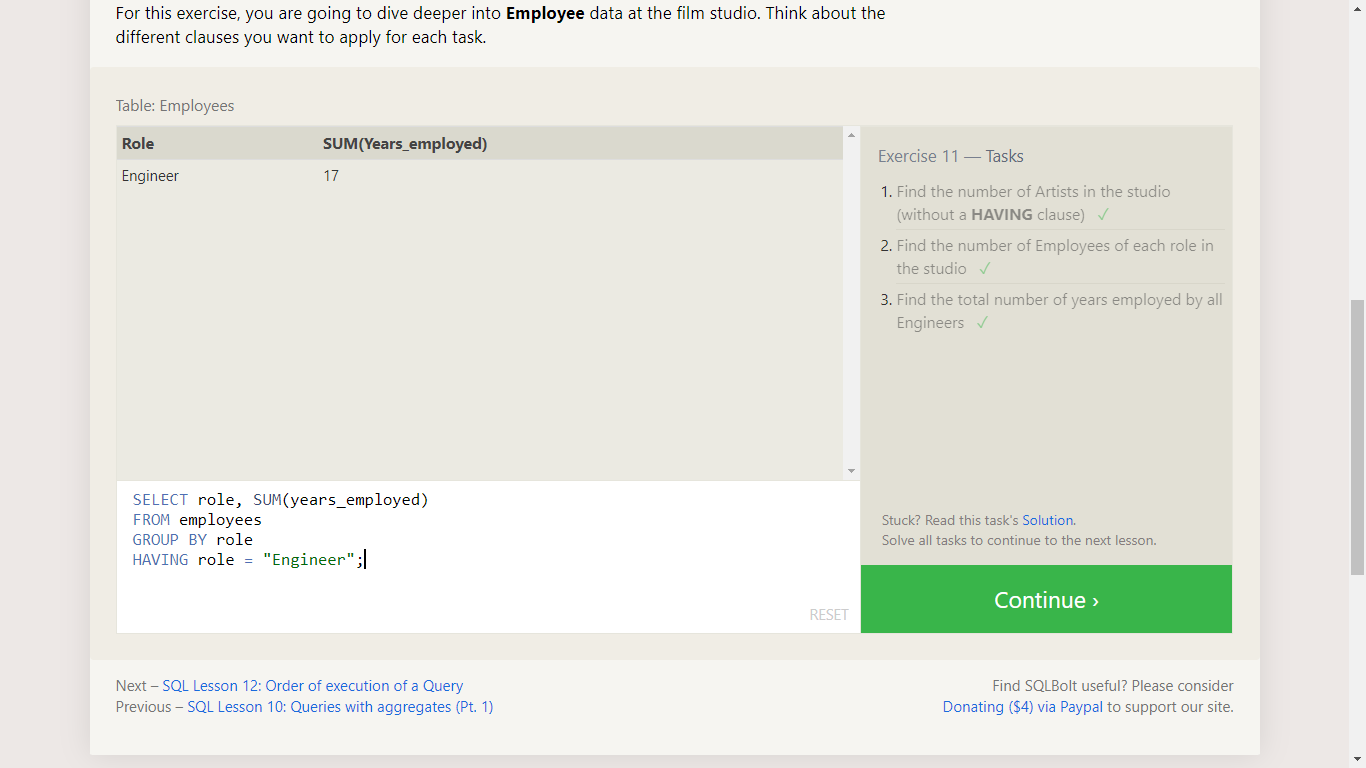 For this exercise, you are going to dive deeper into Employee data at the film studio. Think about the
different clauses you want to apply for each task.
Table: Employees
Role SUM(Years_employed)
Engineer 17
Exercise 11 — Tasks
1. Find the number of Artists in the studio
(without a HAVING clause) ✓
2. Find the number of Employees of each role in
the studio ✓
3. Find the total number of years employed by all
Engineers ✓
SELECT role, SUM(years_employed)
FROM employees
GROUP BY role
HAVING role = "Engineer";
RESET
Stuck? Read this task's Solution.
Solve all tasks to continue to the next lesson.
Continue ›
Next – SQL Lesson 12: Order of execution of a Query
Previous – SQL Lesson 10: Queries with aggregates (Pt. 1)
Find SQLBolt useful? Please consider
Donating ($4) via Paypal to support our site.